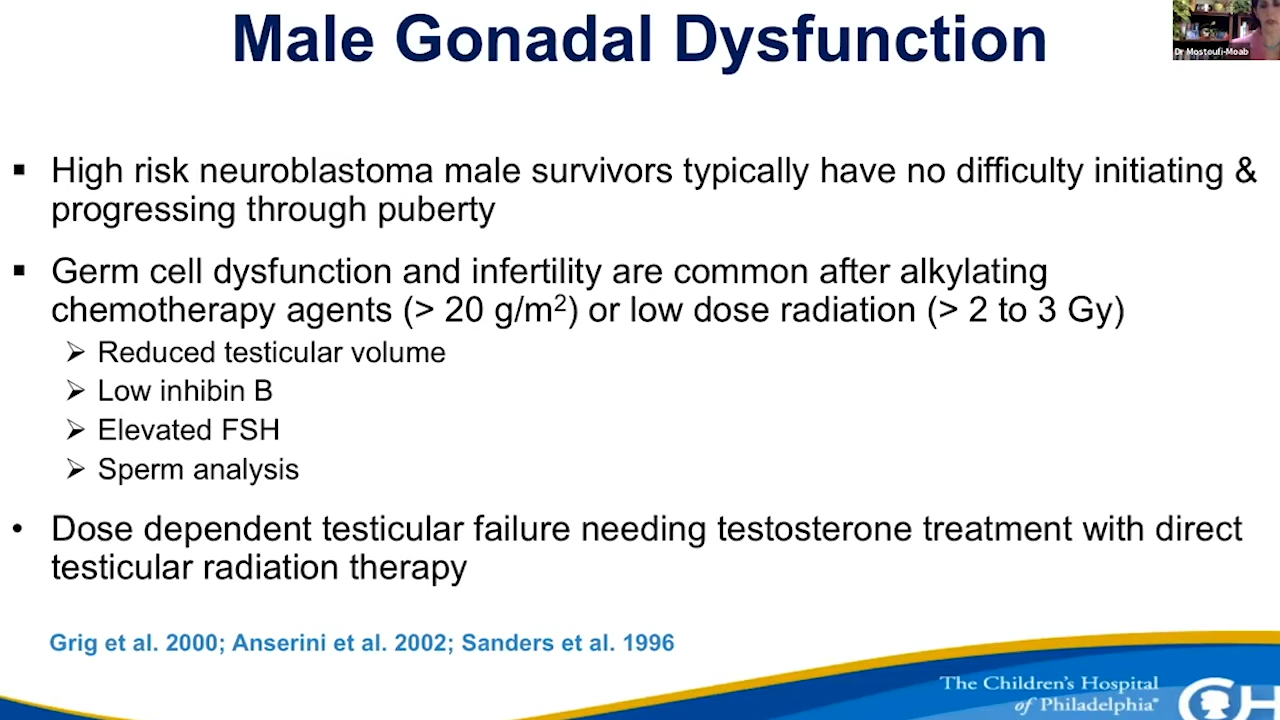 Male Gonadal Dysfunction
Dr Mostoufi-Moab
▪ High risk neuroblastoma male survivors typically have no difficulty initiating &
progressing through puberty
▪ Germ cell dysfunction and infertility are common after alkylating
chemotherapy agents (> 20 g/m²) or low dose radiation (> 2 to 3 Gy)
➢ Reduced testicular volume
➢ Low inhibin B
➢ Elevated FSH
➢ Sperm analysis
• Dose dependent testicular failure needing testosterone treatment with direct
testicular radiation therapy
Grig et al. 2000; Anserini et al. 2002; Sanders et al. 1996
The Children's Hospital
of Philadelphia®
CH